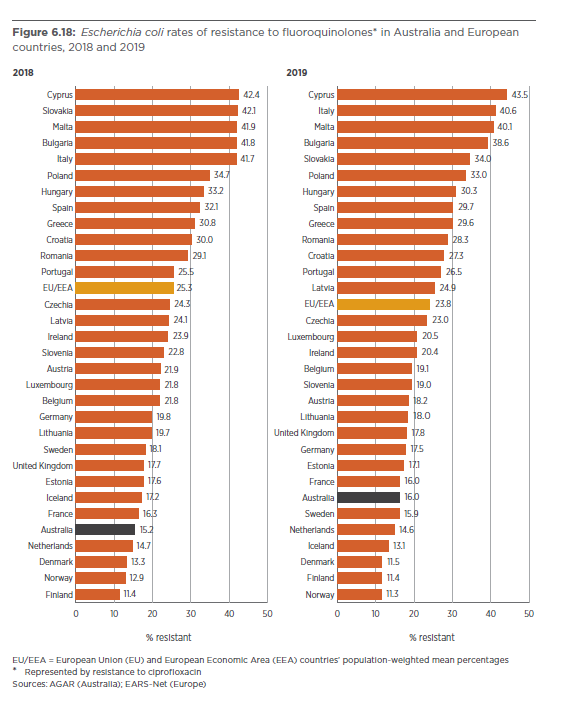 Figure 6.18: Escherichia coli rates of resistance to fluoroquinolones* in Australia and European
countries, 2018 and 2019
2018
Cyprus 42.4
Slovakia 42.1
Malta 41.9
Bulgaria 41.8
Italy 41.7
Poland 34.7
Hungary 33.2
Spain 32.1
Greece 30.8
Croatia 30.0
Romania 29.1
Portugal 25.5
EU/EEA 25.3
Czechia 24.3
Latvia 24.1
Ireland 23.9
Slovenia 22.8
Austria 21.9
Luxembourg 21.8
Belgium 21.8
Germany 19.8
Lithuania 19.7
Sweden 18.1
United Kingdom 17.7
Estonia 17.6
Iceland 17.2
France 16.3
Australia 15.2
Netherlands 14.7
Denmark 13.3
Norway 12.9
Finland 11.4
0 10 20 30 40 50
% resistant
2019
Cyprus 43.5
Italy 40.6
Malta 40.1
Bulgaria 38.6
Slovakia 34.0
Poland 33.0
Hungary 30.3
Spain 29.7
Greece 29.6
Romania 28.3
Croatia 27.3
Portugal 26.5
Latvia 24.9
EU/EEA 23.8
Czechia 23.0
Luxembourg 20.5
Ireland 20.4
Belgium 19.1
Slovenia 19.0
Austria 18.2
Lithuania 18.0
United Kingdom 17.8
Germany 17.5
Estonia 17.1
France 16.0
Australia 16.0
Sweden 15.9
Netherlands 14.6
Iceland 13.1
Denmark 11.5
Finland 11.4
Norway 11.3
0 10 20 30 40 50
% resistant
EU/EEA = European Union (EU) and European Economic Area (EEA) countries' population-weighted mean percentages
* Represented by resistance to ciprofloxacin
Sources: AGAR (Australia); EARS-Net (Europe)